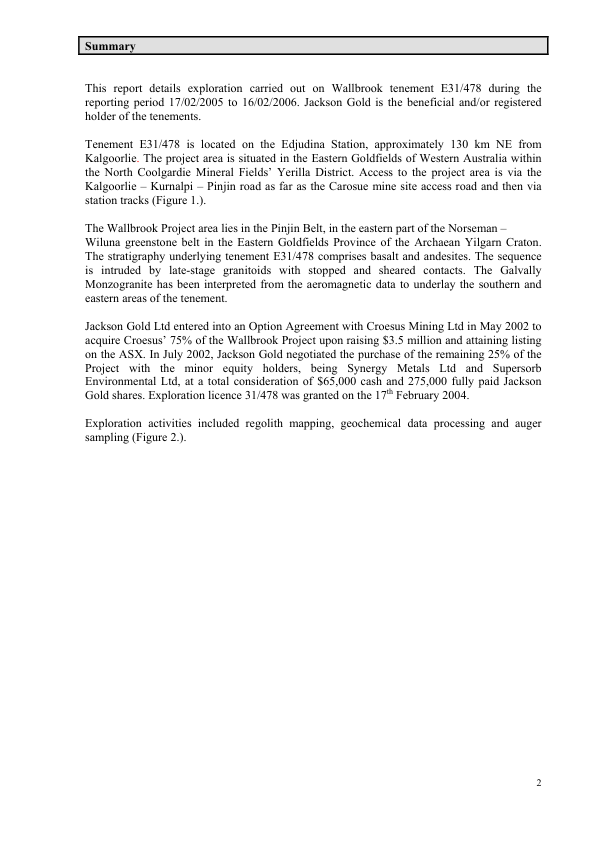 Summary
This report details exploration carried out on Wallbrook tenement E31/478 during the
reporting period 17/02/2005 to 16/02/2006. Jackson Gold is the beneficial and/or registered
holder of the tenements.
Tenement E31/478 is located on the Edjudina Station, approximately 130 km NE from
Kalgoorlie. The project area is situated in the Eastern Goldfields of Western Australia within
the North Coolgardie Mineral Fields’ Yerilla District. Access to the project area is via the
Kalgoorlie – Kurnalpi – Pinjin road as far as the Carosue mine site access road and then via
station tracks (Figure 1.).
The Wallbrook Project area lies in the Pinjin Belt, in the eastern part of the Norseman –
Wiluna greenstone belt in the Eastern Goldfields Province of the Archaean Yilgarn Craton.
The stratigraphy underlying tenement E31/478 comprises basalt and andesites. The sequence
is intruded by late-stage granitoids with stopped and sheared contacts. The Galvally
Monzogranite has been interpreted from the aeromagnetic data to underlay the southern and
eastern areas of the tenement.
Jackson Gold Ltd entered into an Option Agreement with Croesus Mining Ltd in May 2002 to
acquire Croesus’ 75% of the Wallbrook Project upon raising $3.5 million and attaining listing
on the ASX. In July 2002, Jackson Gold negotiated the purchase of the remaining 25% of the
Project with the minor equity holders, being Synergy Metals Ltd and Supersorb
Environmental Ltd, at a total consideration of $65,000 cash and 275,000 fully paid Jackson
Gold shares. Exploration licence 31/478 was granted on the 17th February 2004.
Exploration activities included regolith mapping, geochemical data processing and auger
sampling (Figure 2.).
2